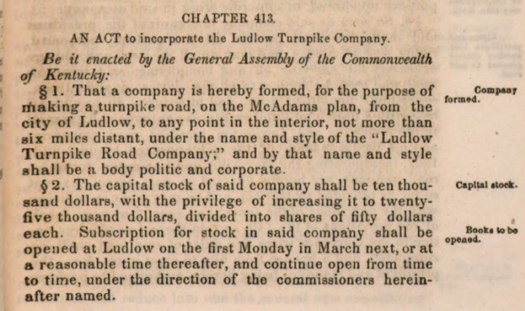 CHAPTER 413.
AN ACT to incorporate the Ludlow Turnpike Company.
Be it enacted by the General Assembly of the Commonwealth
of Kentucky:
§ 1. That a company is hereby formed, for the purpose of
making a turnpike road, on the McAdams plan, from the
city of Ludlow, to any point in the interior, not more than
six miles distant, under the name and style of the "Ludlow
Turnpike Road Company;" and by that name and style
shall be a body politic and corporate.
Company
formed.
§ 2. The capital stock of said company shall be ten thou-
sand dollars, with the privilege of increasing it to twenty-
five thousand dollars, divided into shares of fifty dollars
each. Subscription for stock in said company shall be
opened at Ludlow on the first Monday in March next, or at
a reasonable time thereafter, and continue open from time
to time, under the direction of the commissioners herein-
after named.
Capital stock.
Books to be
opened.